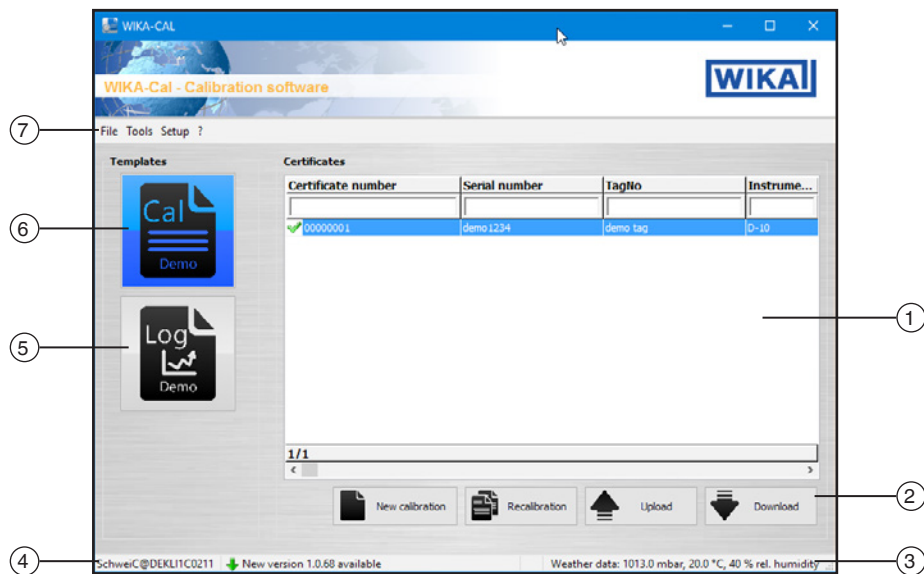 WIKA-CAL
WIKA-Cal - Calibration software
WIKA
7
File Tools Setup ?
Templates
Certificates
Certificate number Serial number TagNo Instrume...
00000001 demo1234 demo tag D-10
6
Cal
Demo
1
5
Log
Demo
1/1
New calibration Recalibration Upload Download
2
4
SchweiC@DEKLI1C0211 New version 1.0.68 available Weather data: 1013.0 mbar, 20.0 °C, 40 % rel. humidity
3